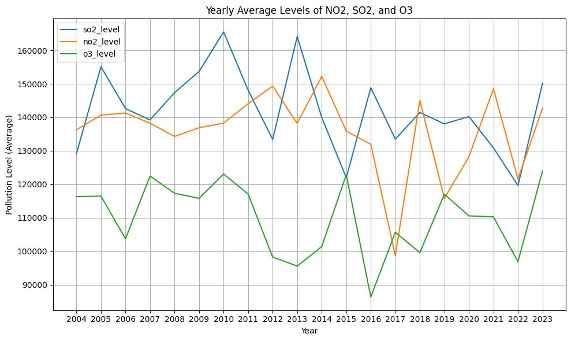 Yearly Average Levels of NO2, SO2, and O3
so2_level
no2_level
o3_level
Pollution Level (Average)
160000
150000
140000
130000
120000
110000
100000
90000
2004 2005 2006 2007 2008 2009 2010 2011 2012 2013 2014 2015 2016 2017 2018 2019 2020 2021 2022 2023
Year